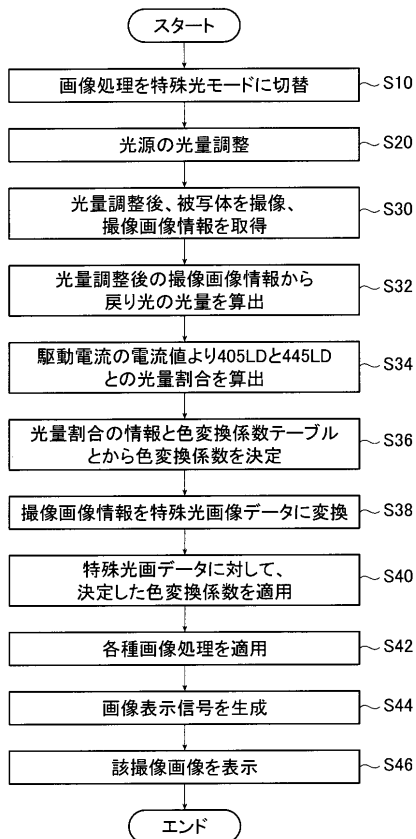 スタート
画像処理を特殊光モードに切替
S10
光源の光量調整
S20
光量調整後、被写体を撮像、
撮像画像情報を取得
S30
光量調整後の撮像画像情報から
戻り光の光量を算出
S32
駆動電流の電流値より405LDと445LD
との光量割合を算出
S34
光量割合の情報と色変換係数テーブル
とから色変換係数を決定
S36
撮像画像情報を特殊光画像データに変換
S38
特殊光画データに対して、
決定した色変換係数を適用
S40
各種画像処理を適用
S42
画像表示信号を生成
S44
該撮像画像を表示
S46
エンド